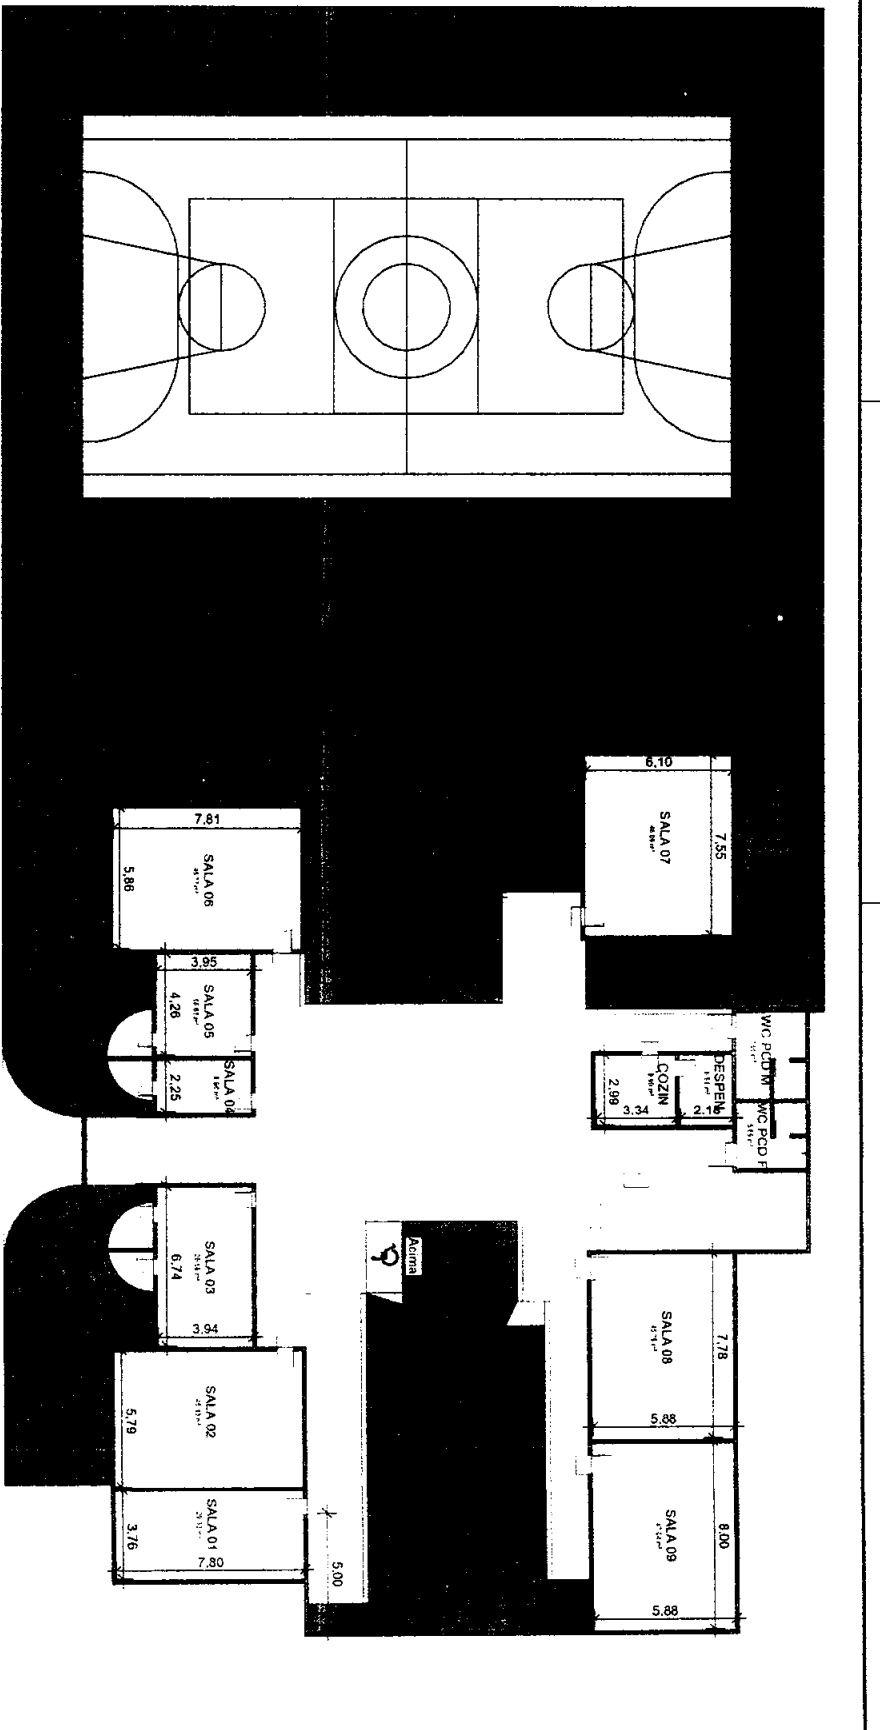 6,10
7,55
SALA 07
7,81
SALA 06
5,86
3,95
SALA 05
4,26
SALA 04
2,25
WC PCD M
DESPEN
COZIN
2,99
3,34
2,18
WC PCD F
SALA 03
6,74
3,94
Acima
SALA 08
7,78
5,88
SALA 02
5,79
SALA 01
3,76
7,80
5,00
SALA 09
8,00
5,88